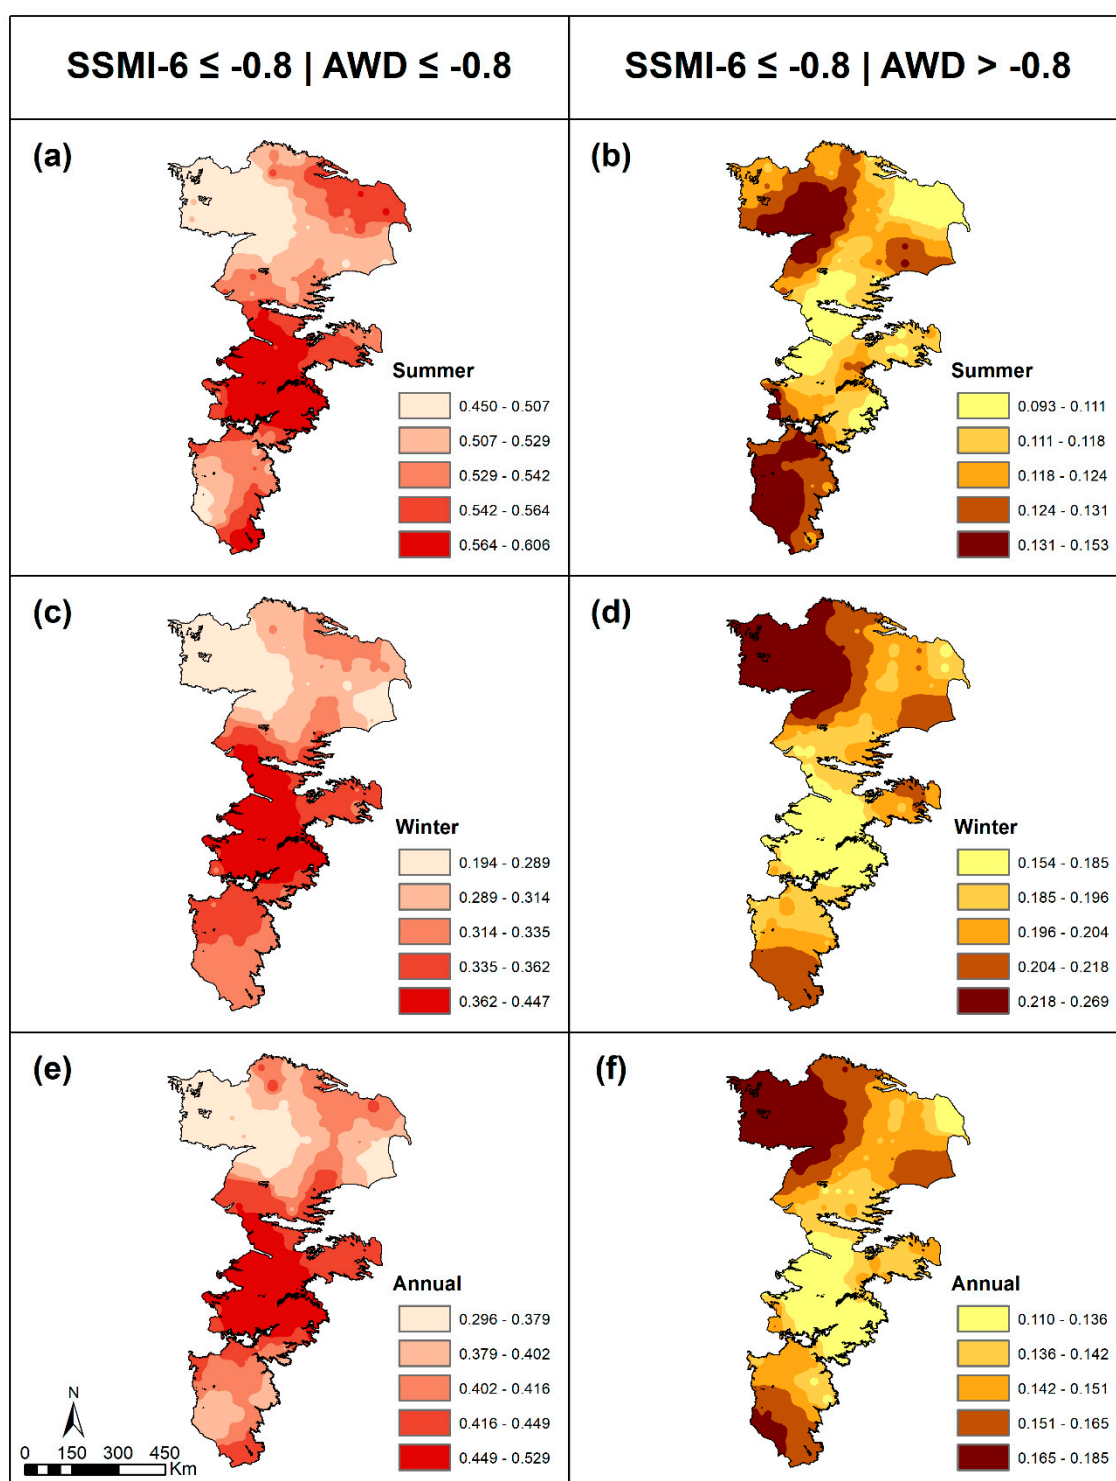 SSMI-6 ≤ -0.8 | AWD ≤ -0.8
SSMI-6 ≤ -0.8 | AWD > -0.8
(a)
Summer
0.450 - 0.507
0.507 - 0.529
0.529 - 0.542
0.542 - 0.564
0.564 - 0.606
(b)
Summer
0.093 - 0.111
0.111 - 0.118
0.118 - 0.124
0.124 - 0.131
0.131 - 0.153
(c)
Winter
0.194 - 0.289
0.289 - 0.314
0.314 - 0.335
0.335 - 0.362
0.362 - 0.447
(d)
Winter
0.154 - 0.185
0.185 - 0.196
0.196 - 0.204
0.204 - 0.218
0.218 - 0.269
(e)
Annual
0.296 - 0.379
0.379 - 0.402
0.402 - 0.416
0.416 - 0.449
0.449 - 0.529
N
0 150 300 450
Km
(f)
Annual
0.110 - 0.136
0.136 - 0.142
0.142 - 0.151
0.151 - 0.165
0.165 - 0.185